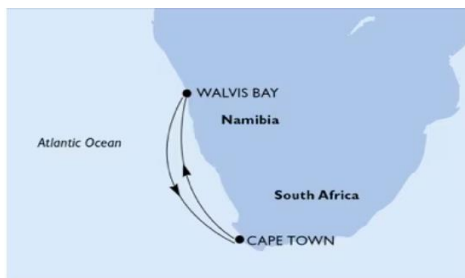 WALVIS BAY
Namibia
Atlantic Ocean
South Africa
CAPE TOWN